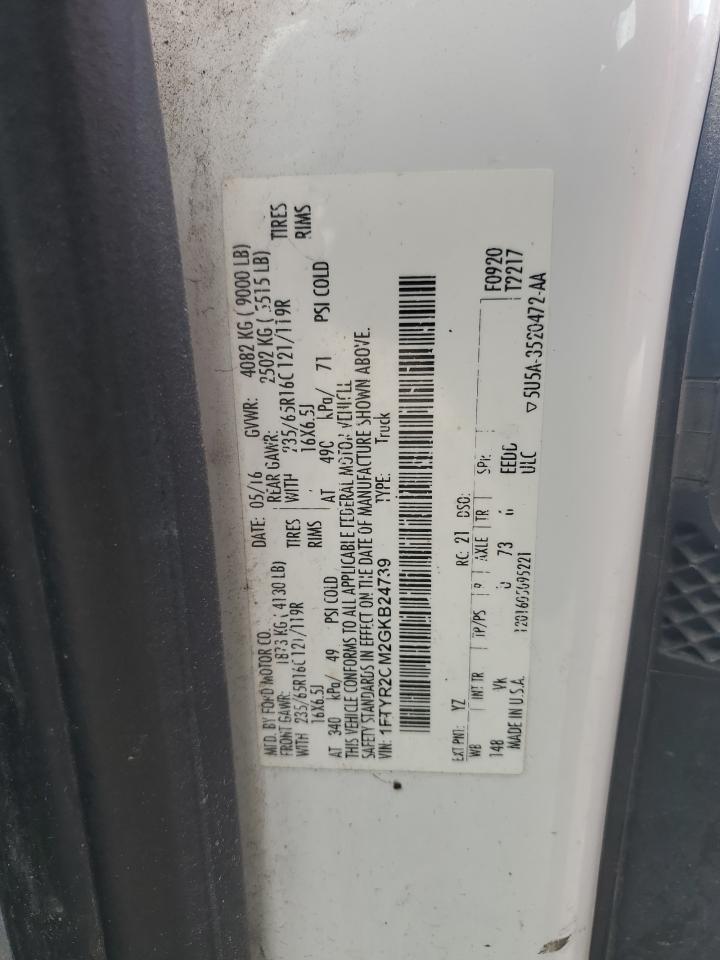 MFD. BY FORD MOTOR CO. DATE: 05/16 GVWR: 4082 KG ( 9000 LB)
FRONT GAWR: 1873 KG ( 4130 LB) REAR GAWR: 2502 KG ( 5515 LB)
WITH 235/65R16C 121/119R TIRES WITH 235/65R16C 121/119R TIRES
16X6.5J RIMS 16X6.5J RIMS
AT 340 kPa/ 49 PSI COLD AT 490 kPa/ 71 PSI COLD
THIS VEHICLE CONFORMS TO ALL APPLICABLE FEDERAL MOTOR VEHICLE
SAFETY STANDARDS IN EFFECT ON THE DATE OF MANUFACTURE SHOWN ABOVE.
VIN: 1FTYR2CM2GKB24739 TYPE: Truck
EXT PNT: YZ RC: 21 DSO: F0920
WB INT TR TP/PS R AXLE TR SPR T2217
148 VK 73 6 EEDD
MADE IN U.S.A. ULC
▽5U5A-3520472-AA